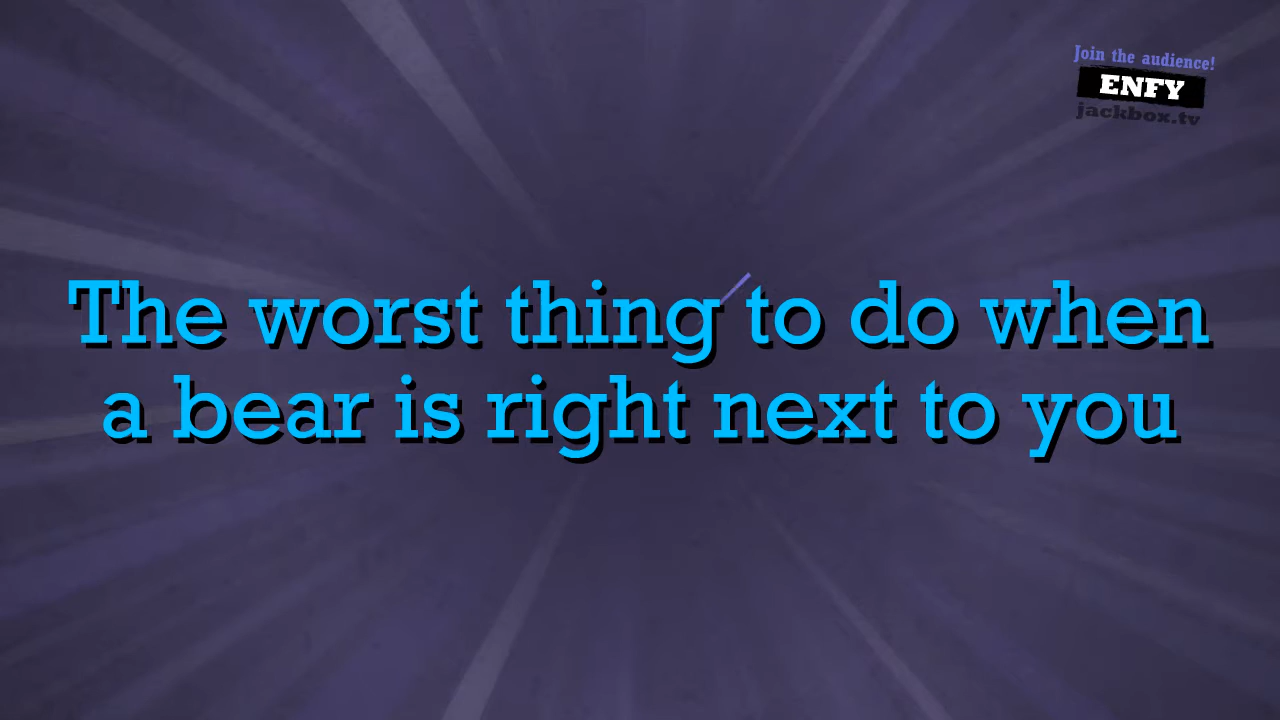 Join the audience!
ENFY
jackbox.tv
The worst thing to do when
a bear is right next to you